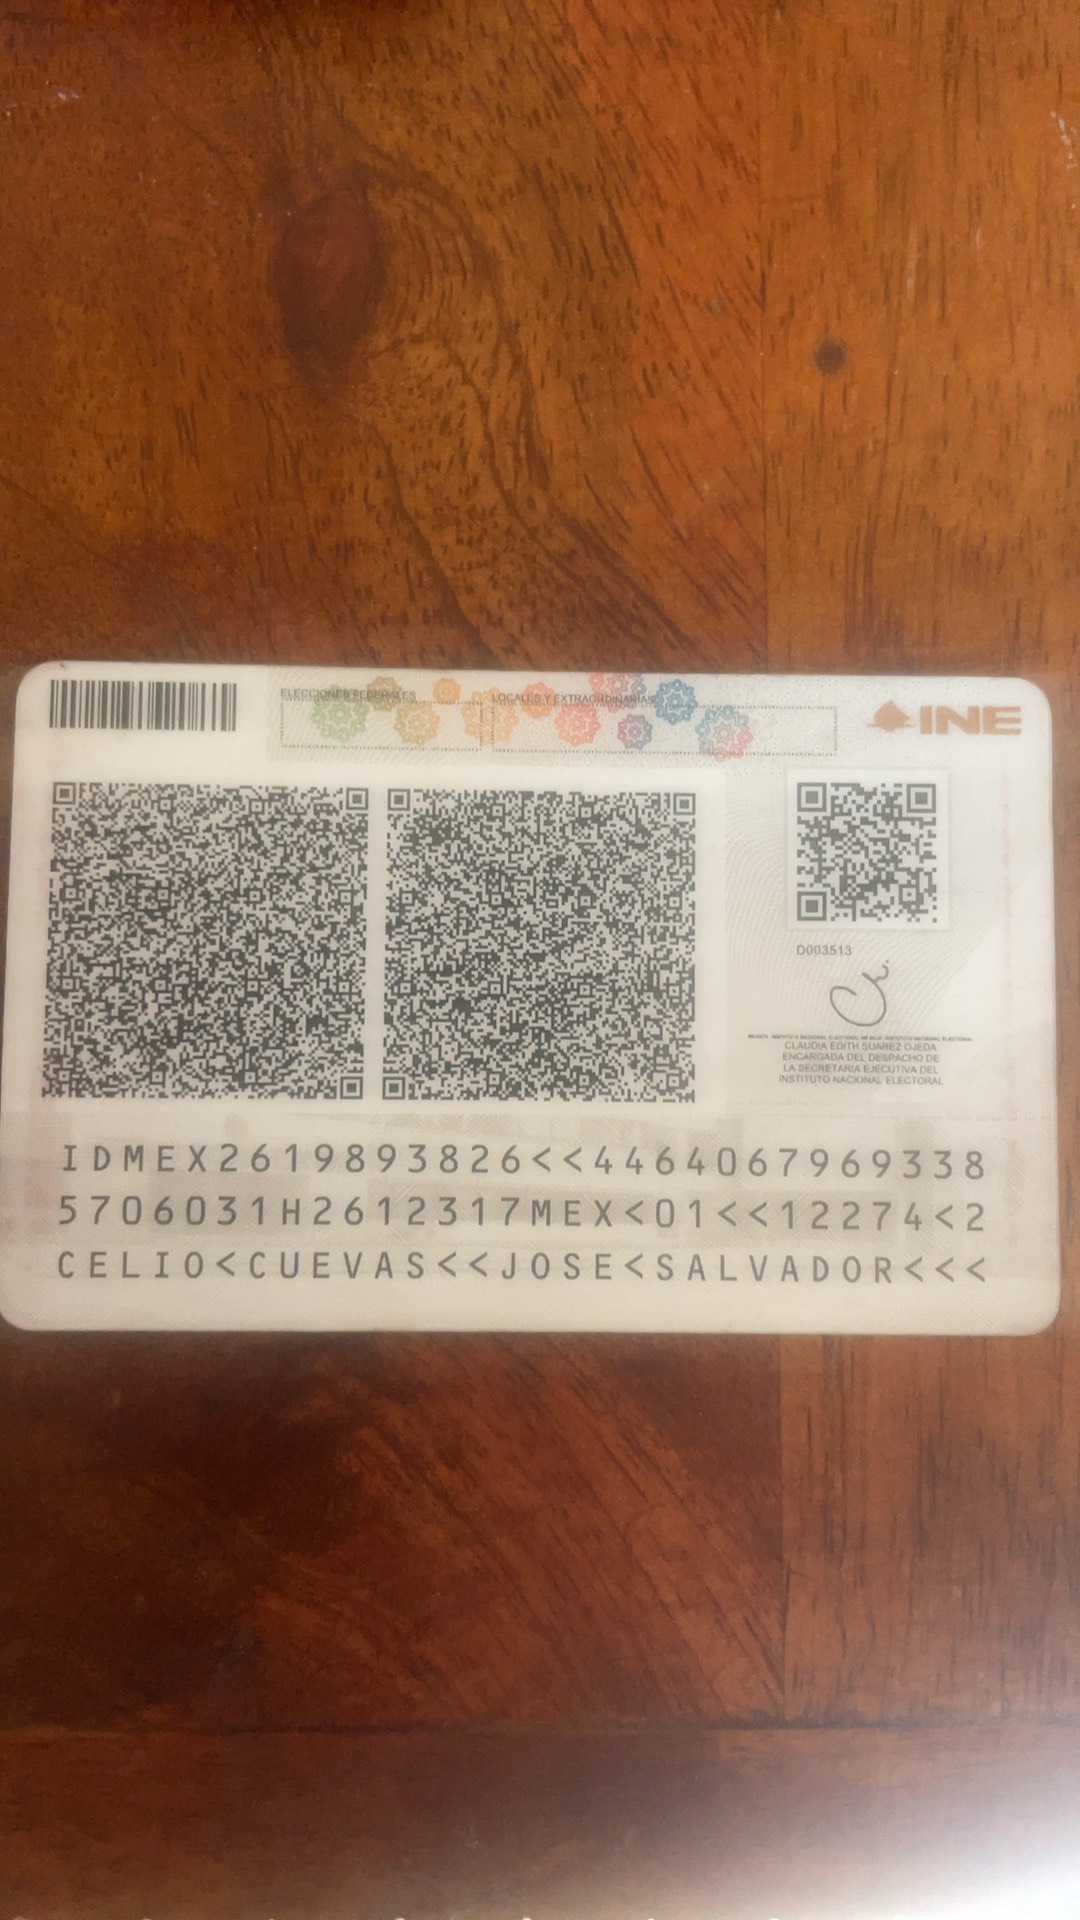 ELECCIONES FEDERALES LOCALES Y EXTRAORDINARIAS
INE
D003513
CLAUDIA EDITH SUAREZ OJEDA
ENCARGADA DEL DESPACHO DE
LA SECRETARIA EJECUTIVA DEL
INSTITUTO NACIONAL ELECTORAL
IDMEX2619893826<<4464067969338
5706031H2612317MEX<01<<12274<2
CELIO<CUEVAS<<JOSE<SALVADOR<<<